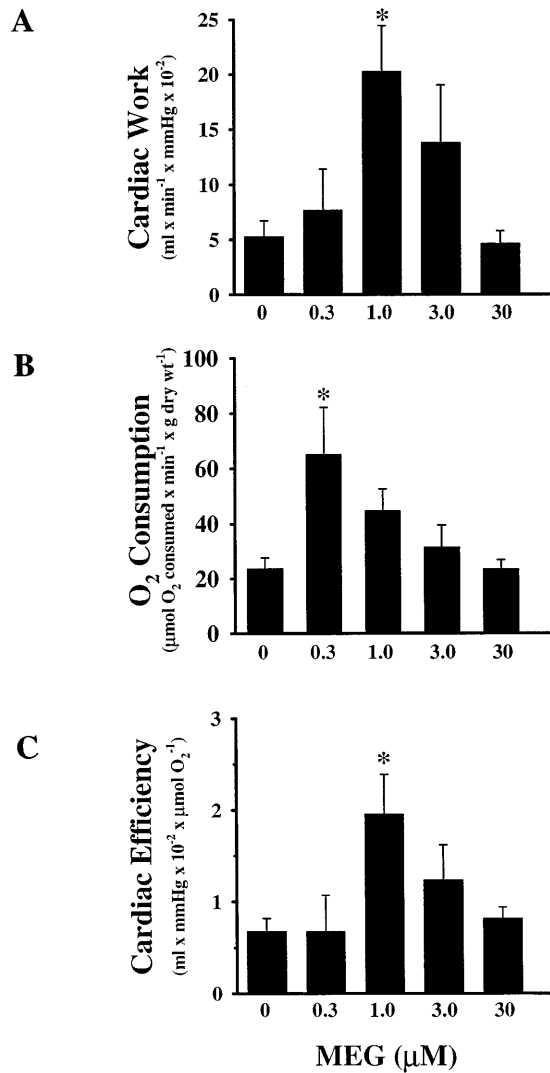 A
Cardiac Work
(ml x min⁻¹ x mmHg x 10⁻²)
*
25
20
15
10
5
0
0 0.3 1.0 3.0 30
B
O₂ Consumption
(μmol O₂ consumed x min⁻¹ x g dry wt⁻¹)
*
100
80
60
40
20
0
0 0.3 1.0 3.0 30
C
Cardiac Efficiency
(ml x mmHg x 10⁻² x μmol O₂⁻¹)
*
3
2
1
0
0 0.3 1.0 3.0 30
MEG (μM)